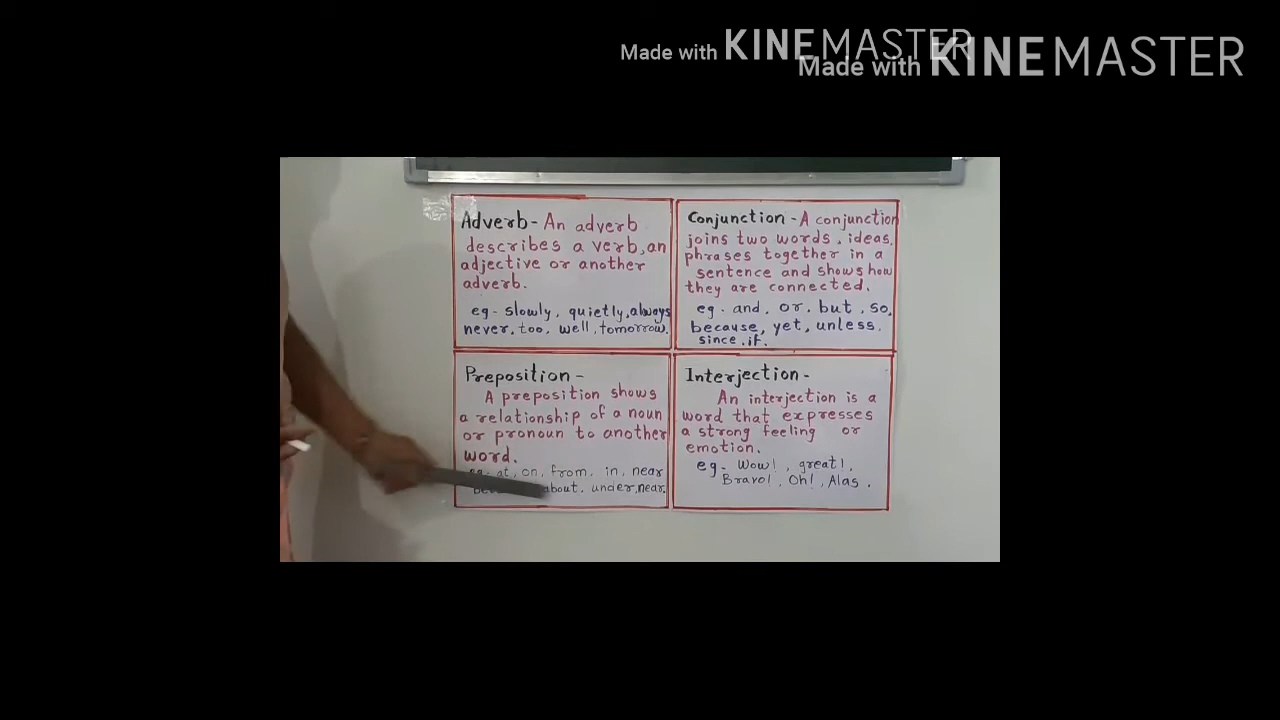 Made with KINEMASTER
Made with KINEMASTER
Adverb - An adverb
describes a verb, an
adjective or another
adverb.
eg - slowly, quietly, always
never, too, well, tomorrow.
Conjunction - A conjunction
joins two words, ideas,
phrases together in a
sentence and shows how
they are connected.
eg - and, or, but, so,
because, yet, unless,
since, if.
Preposition -
A preposition shows
a relationship of a noun
or pronoun to another
word.
eg - at, on, from, in, near
about, under, near.
Interjection -
An interjection is a
word that expresses
a strong feeling or
emotion.
eg - Wow!, great!,
Bravo!, Oh!, Alas.